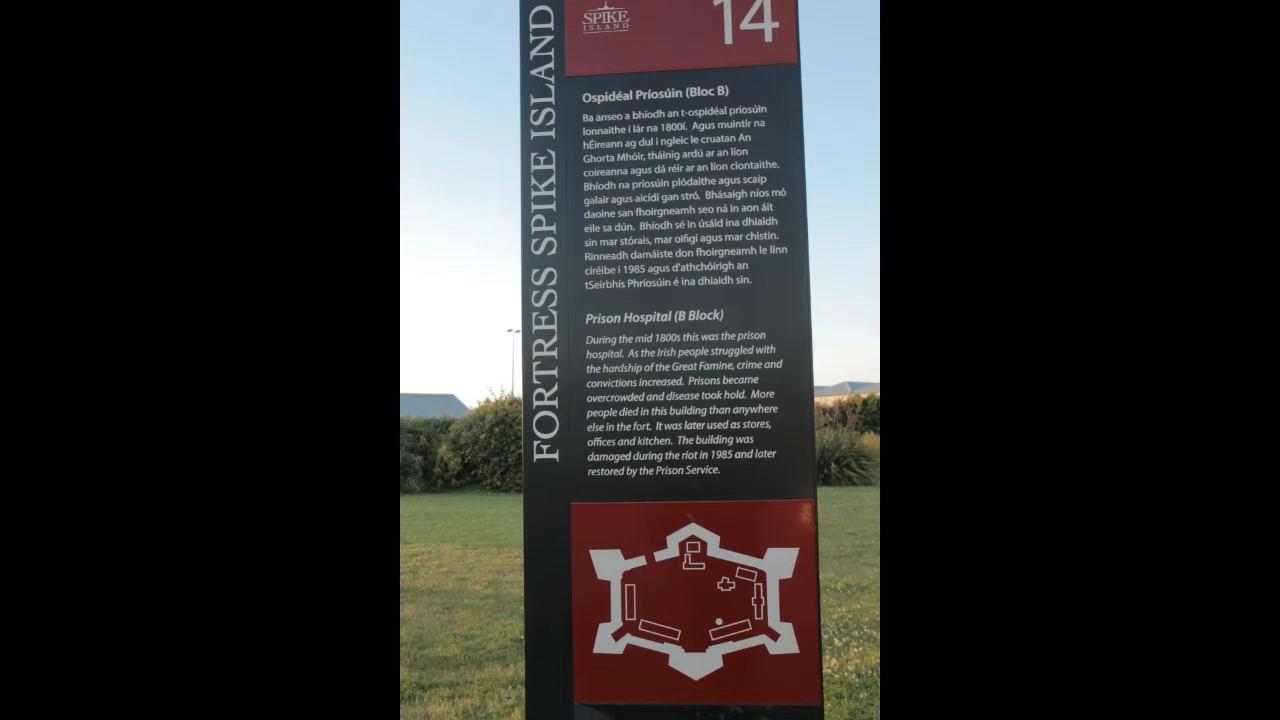 FORTRESS SPIKE ISLAND
SPIKE
ISLAND
14
Ospidéal Príosúin (Bloc B)
Ba anseo a bhíodh an t-ospidéal príosúin
lonnaithe i lár na 1800í. Agus muintir na
hÉireann ag dul i ngleic le cruatan An
Ghorta Mhóir, tháinig ardú ar an líon
coireanna agus dá réir ar an líon ciontaithe.
Bhíodh na príosúin plódaithe agus scaip
galair agus aicídí gan stró. Bhásaigh níos mó
daoine san fhoirgneamh seo ná in aon áit
eile sa dún. Bhíodh sé in úsáid ina dhiaidh
sin mar stórais, mar oifigí agus mar chistin.
Rinneadh damáiste don fhoirgneamh le linn
círéibe i 1985 agus d'athchóirigh an
tSeirbhís Phríosúin é ina dhiaidh sin.
Prison Hospital (B Block)
During the mid 1800s this was the prison
hospital. As the Irish people struggled with
the hardship of the Great Famine, crime and
convictions increased. Prisons became
overcrowded and disease took hold. More
people died in this building than anywhere
else in the fort. It was later used as stores,
offices and kitchen. The building was
damaged during the riot in 1985 and later
restored by the Prison Service.